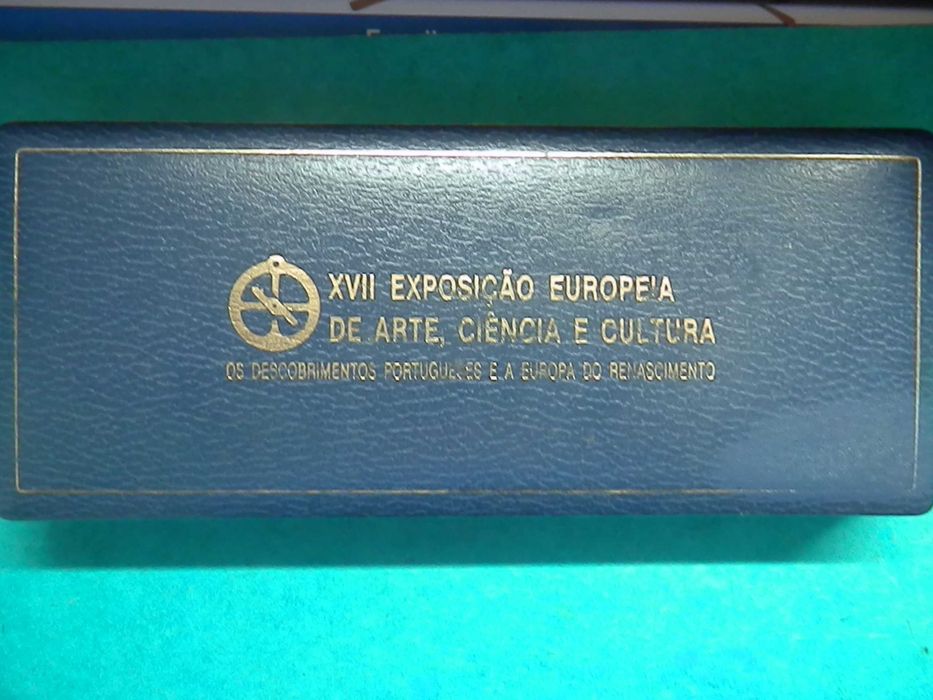 XVII EXPOSIÇÃO EUROPEIA
DE ARTE, CIÊNCIA E CULTURA
OS DESCOBRIMENTOS PORTUGUESES E A EUROPA DO RENASCIMENTO